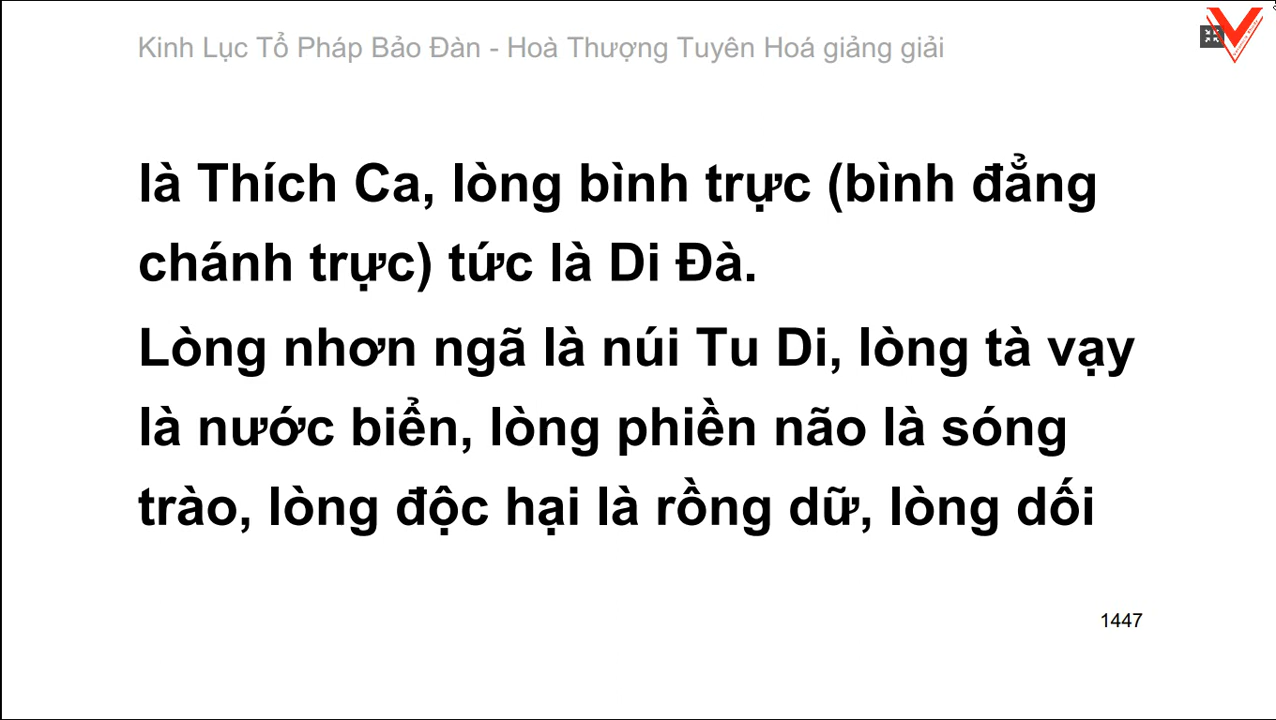 Kinh Lục Tổ Pháp Bảo Đàn - Hoà Thượng Tuyên Hoá giảng giải
là Thích Ca, lòng bình trực (bình đẳng
chánh trực) tức là Di Đà.
Lòng nhơn ngã là núi Tu Di, lòng tà vạy
là nước biển, lòng phiền não là sóng
trào, lòng độc hại là rồng dữ, lòng dối
1447